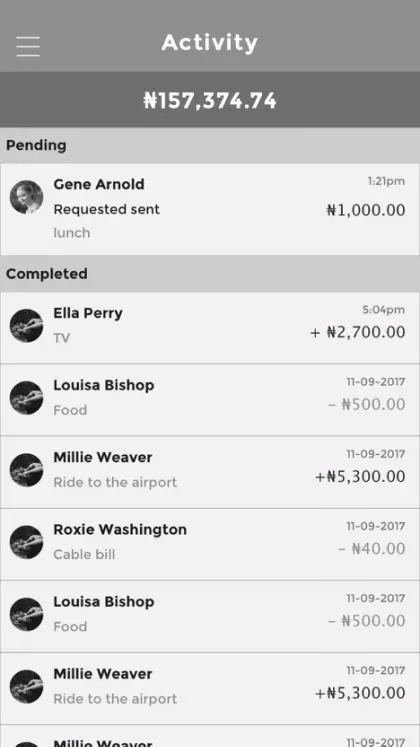 Activity
₦157,374.74
Pending
Gene Arnold
1:21pm
Requested sent
₦1,000.00
lunch
Completed
Ella Perry
5:04pm
TV
+ ₦2,700.00
Louisa Bishop
11-09-2017
Food
– ₦500.00
Millie Weaver
11-09-2017
Ride to the airport
+₦5,300.00
Roxie Washington
11-09-2017
Cable bill
– ₦40.00
Louisa Bishop
11-09-2017
Food
– ₦500.00
Millie Weaver
11-09-2017
Ride to the airport
+₦5,300.00
Millie Weaver
11-09-2017